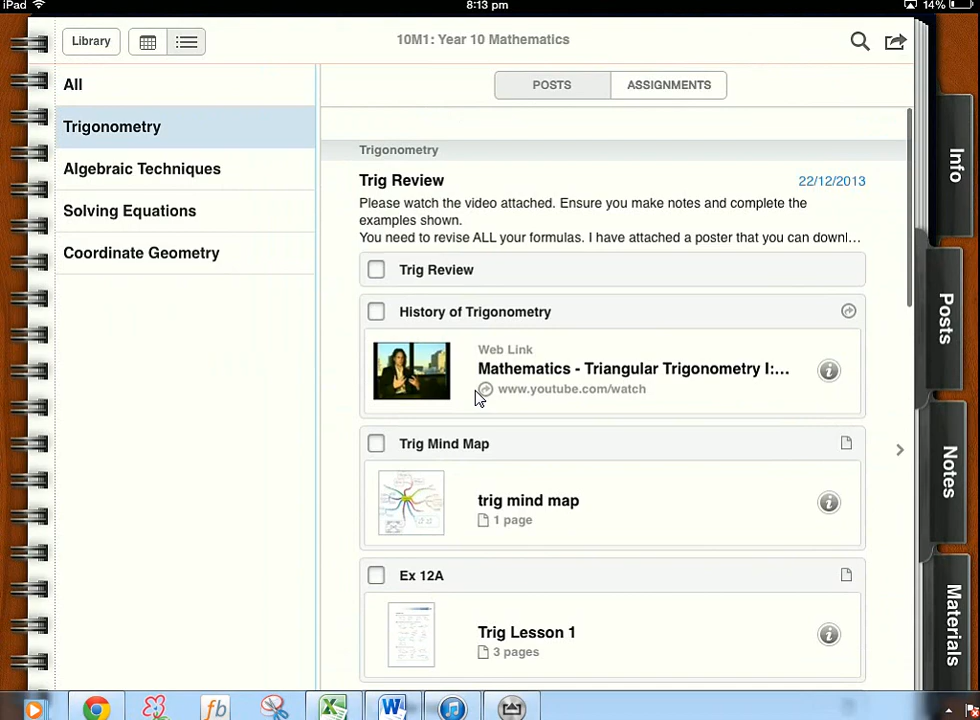 iPad
8:13 pm
14%
Library
10M1: Year 10 Mathematics
All
Trigonometry
Algebraic Techniques
Solving Equations
Coordinate Geometry
POSTS
ASSIGNMENTS
Trigonometry
Trig Review
22/12/2013
Please watch the video attached. Ensure you make notes and complete the
examples shown.
You need to revise ALL your formulas. I have attached a poster that you can downl...
Trig Review
History of Trigonometry
Web Link
Mathematics - Triangular Trigonometry I:...
www.youtube.com/watch
Trig Mind Map
trig mind map
1 page
Ex 12A
Trig Lesson 1
3 pages
Info
Posts
Notes
Materials
fb